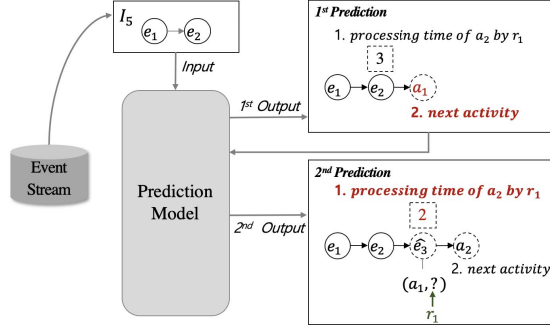 I₅
e₁ e₂
Input
Event
Stream
Prediction
Model
1st Output
2nd Output
1st Prediction
1. processing time of a₂ by r₁
3
e₁ e₂ a₁
2. next activity
2nd Prediction
1. processing time of a₂ by r₁
2
e₁ e₂ ê₃ a₂
2. next activity
(a₁, ?)
r₁